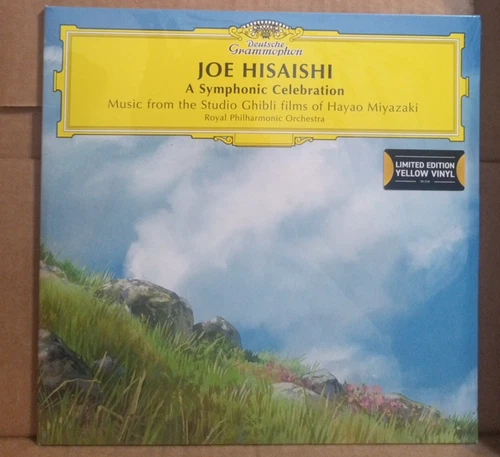 Deutsche
Grammophon
JOE HISAISHI
A Symphonic Celebration
Music from the Studio Ghibli films of Hayao Miyazaki
Royal Philharmonic Orchestra
LIMITED EDITION
YELLOW VINYL